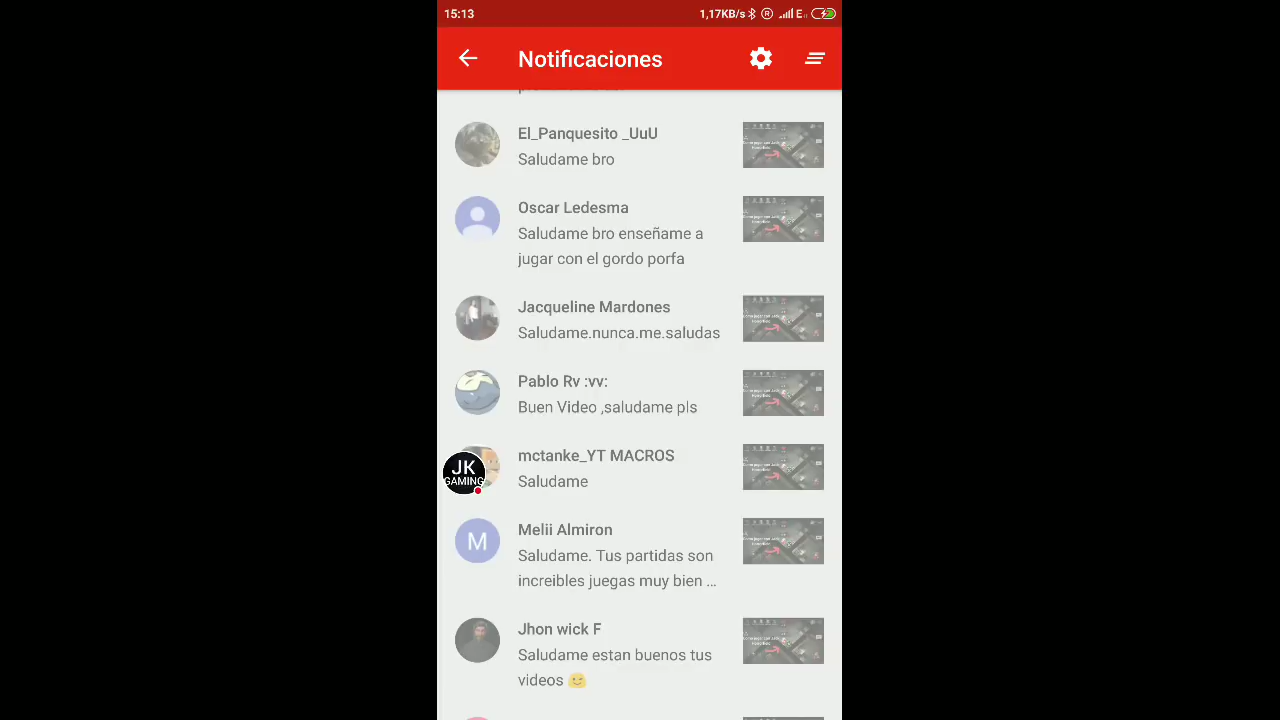 15:13
1,17KB/s
Notificaciones
El_Panquesito _UuU
Saludame bro
Oscar Ledesma
Saludame bro enseñame a
jugar con el gordo porfa
Jacqueline Mardones
Saludame.nunca.me.saludas
Pablo Rv :vv:
Buen Video ,saludame pls
mctanke_YT MACROS
JK
GAMING
Saludame
Melii Almiron
M
Saludame. Tus partidas son
increibles juegas muy bien ...
Jhon wick F
Saludame estan buenos tus
videos 😉